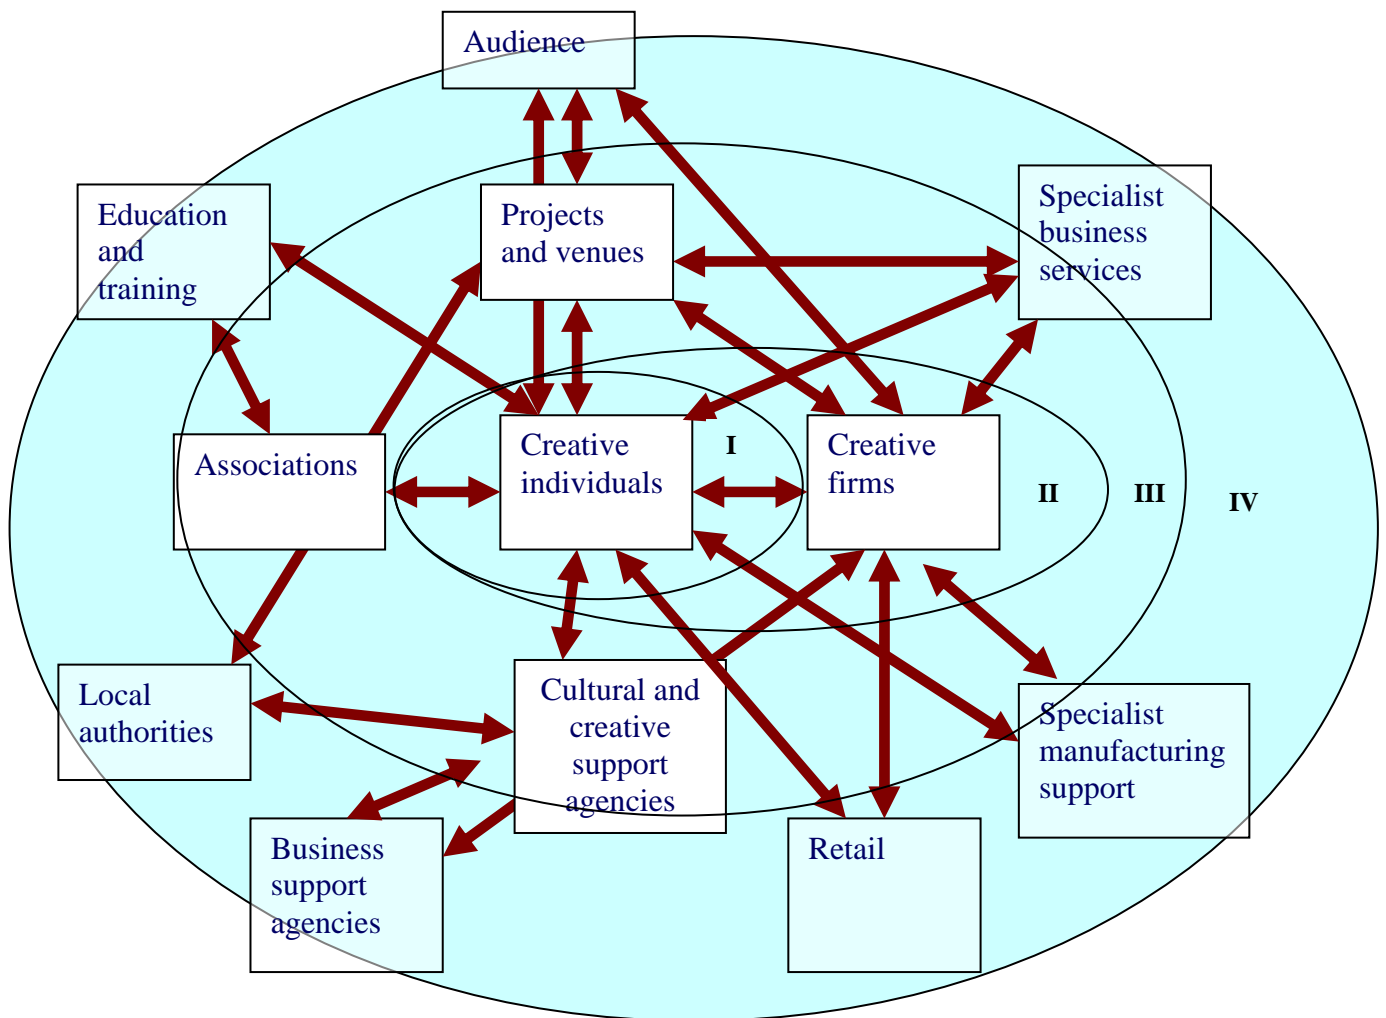 Audience
Education
and
training
Projects
and venues
Specialist
business
services
Associations
Creative
individuals
I
Creative
firms
II
III
IV
Local
authorities
Cultural and
creative
support
agencies
Specialist
manufacturing
support
Business
support
agencies
Retail